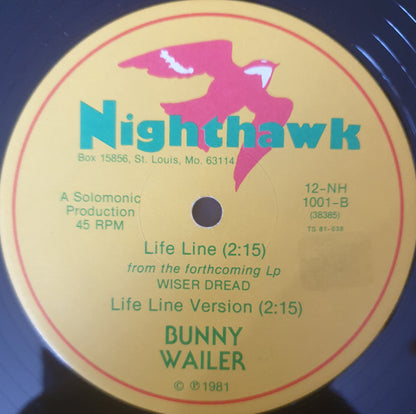 Nighthawk
Box 15856, St. Louis, Mo. 63114
A Solomonic
Production
45 RPM
12-NH
1001-B
(38385)
TS 81-038
Life Line (2:15)
from the forthcoming Lp
WISER DREAD
Life Line Version (2:15)
BUNNY
WAILER
© ℗ 1981